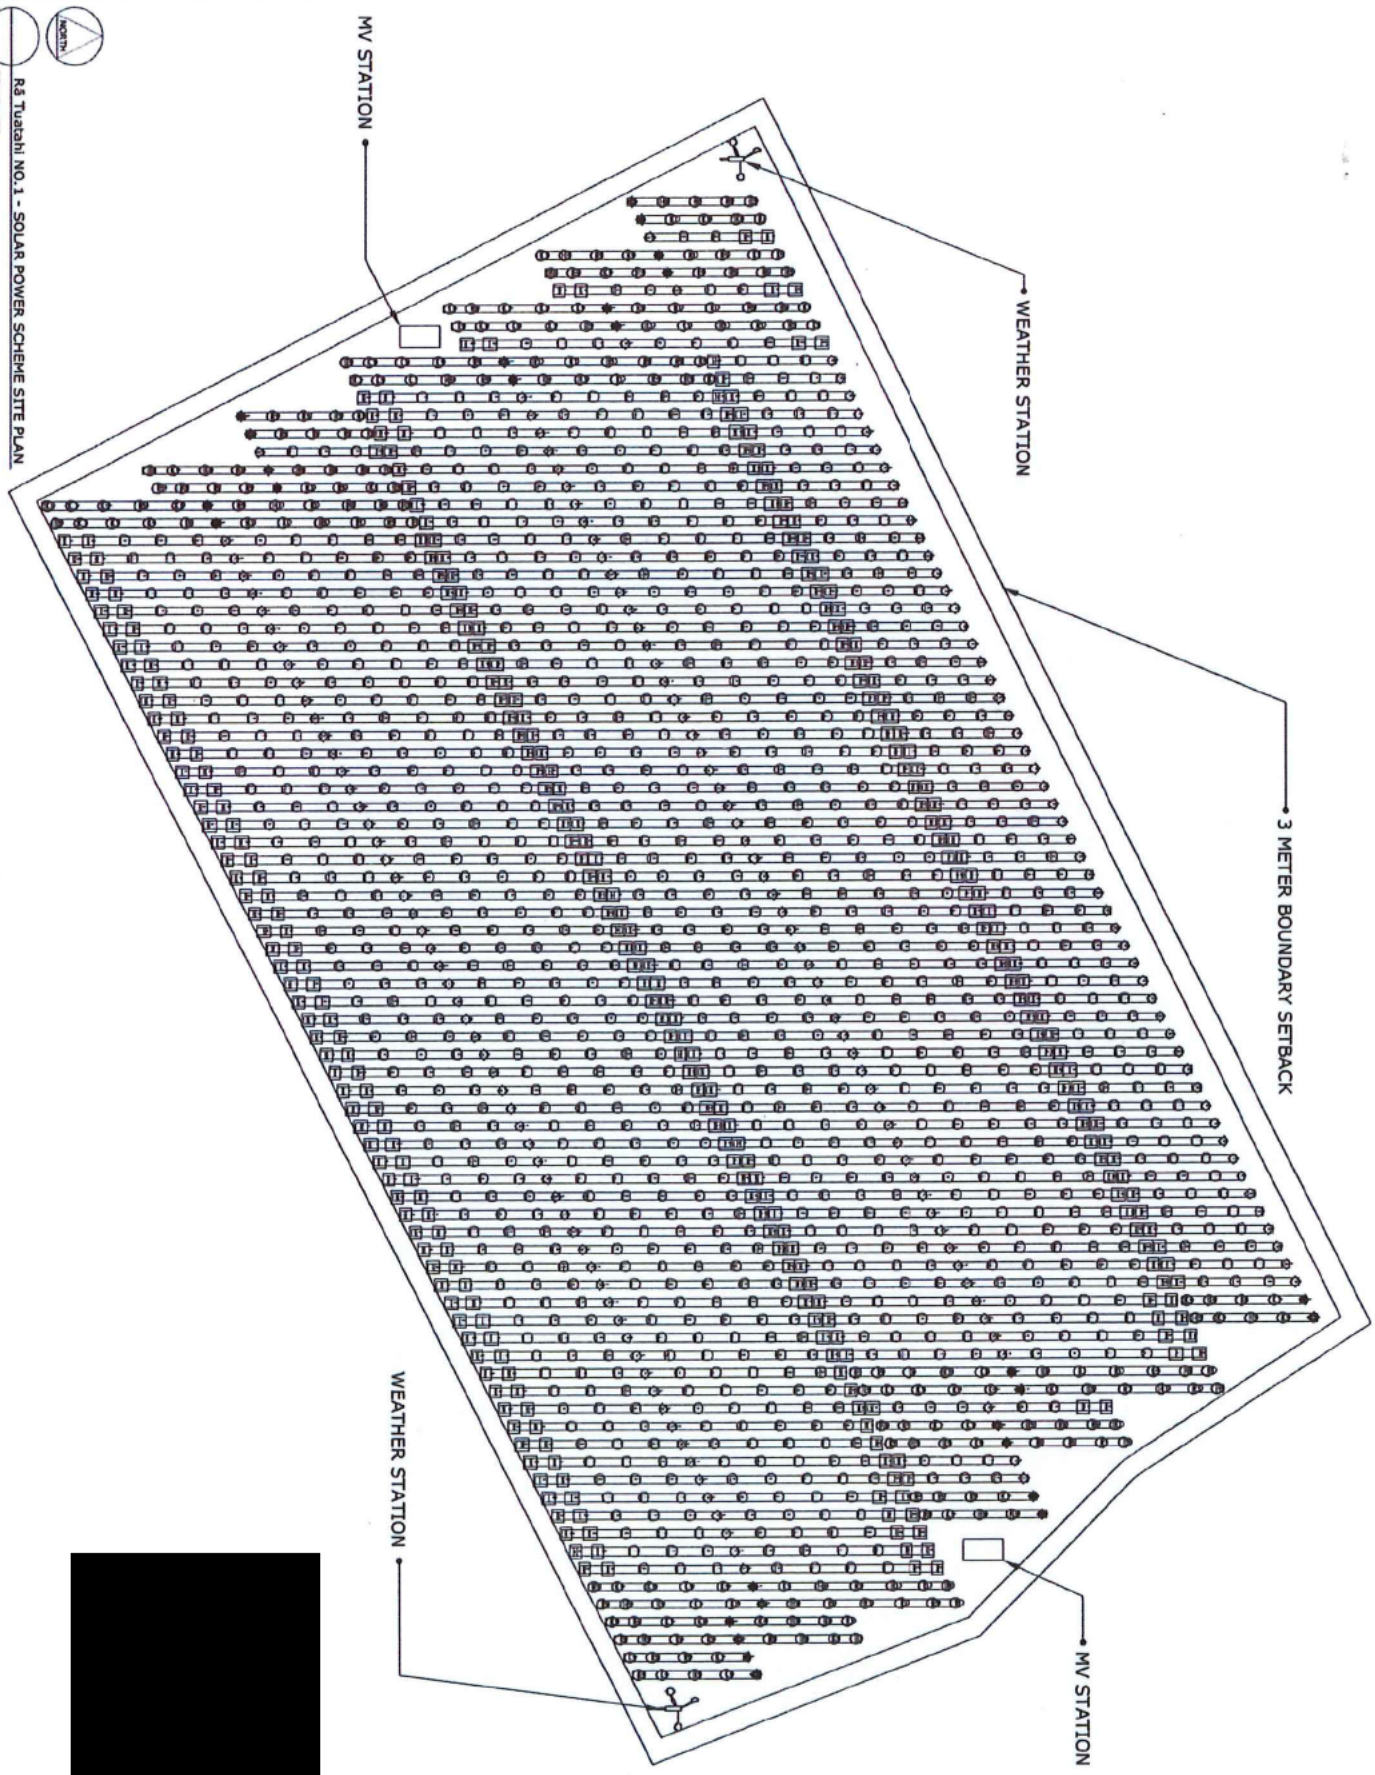 NORTH
Rā Tuatahi NO.1 - SOLAR POWER SCHEME SITE PLAN
MV STATION
WEATHER STATION
3 METER BOUNDARY SETBACK
WEATHER STATION
MV STATION